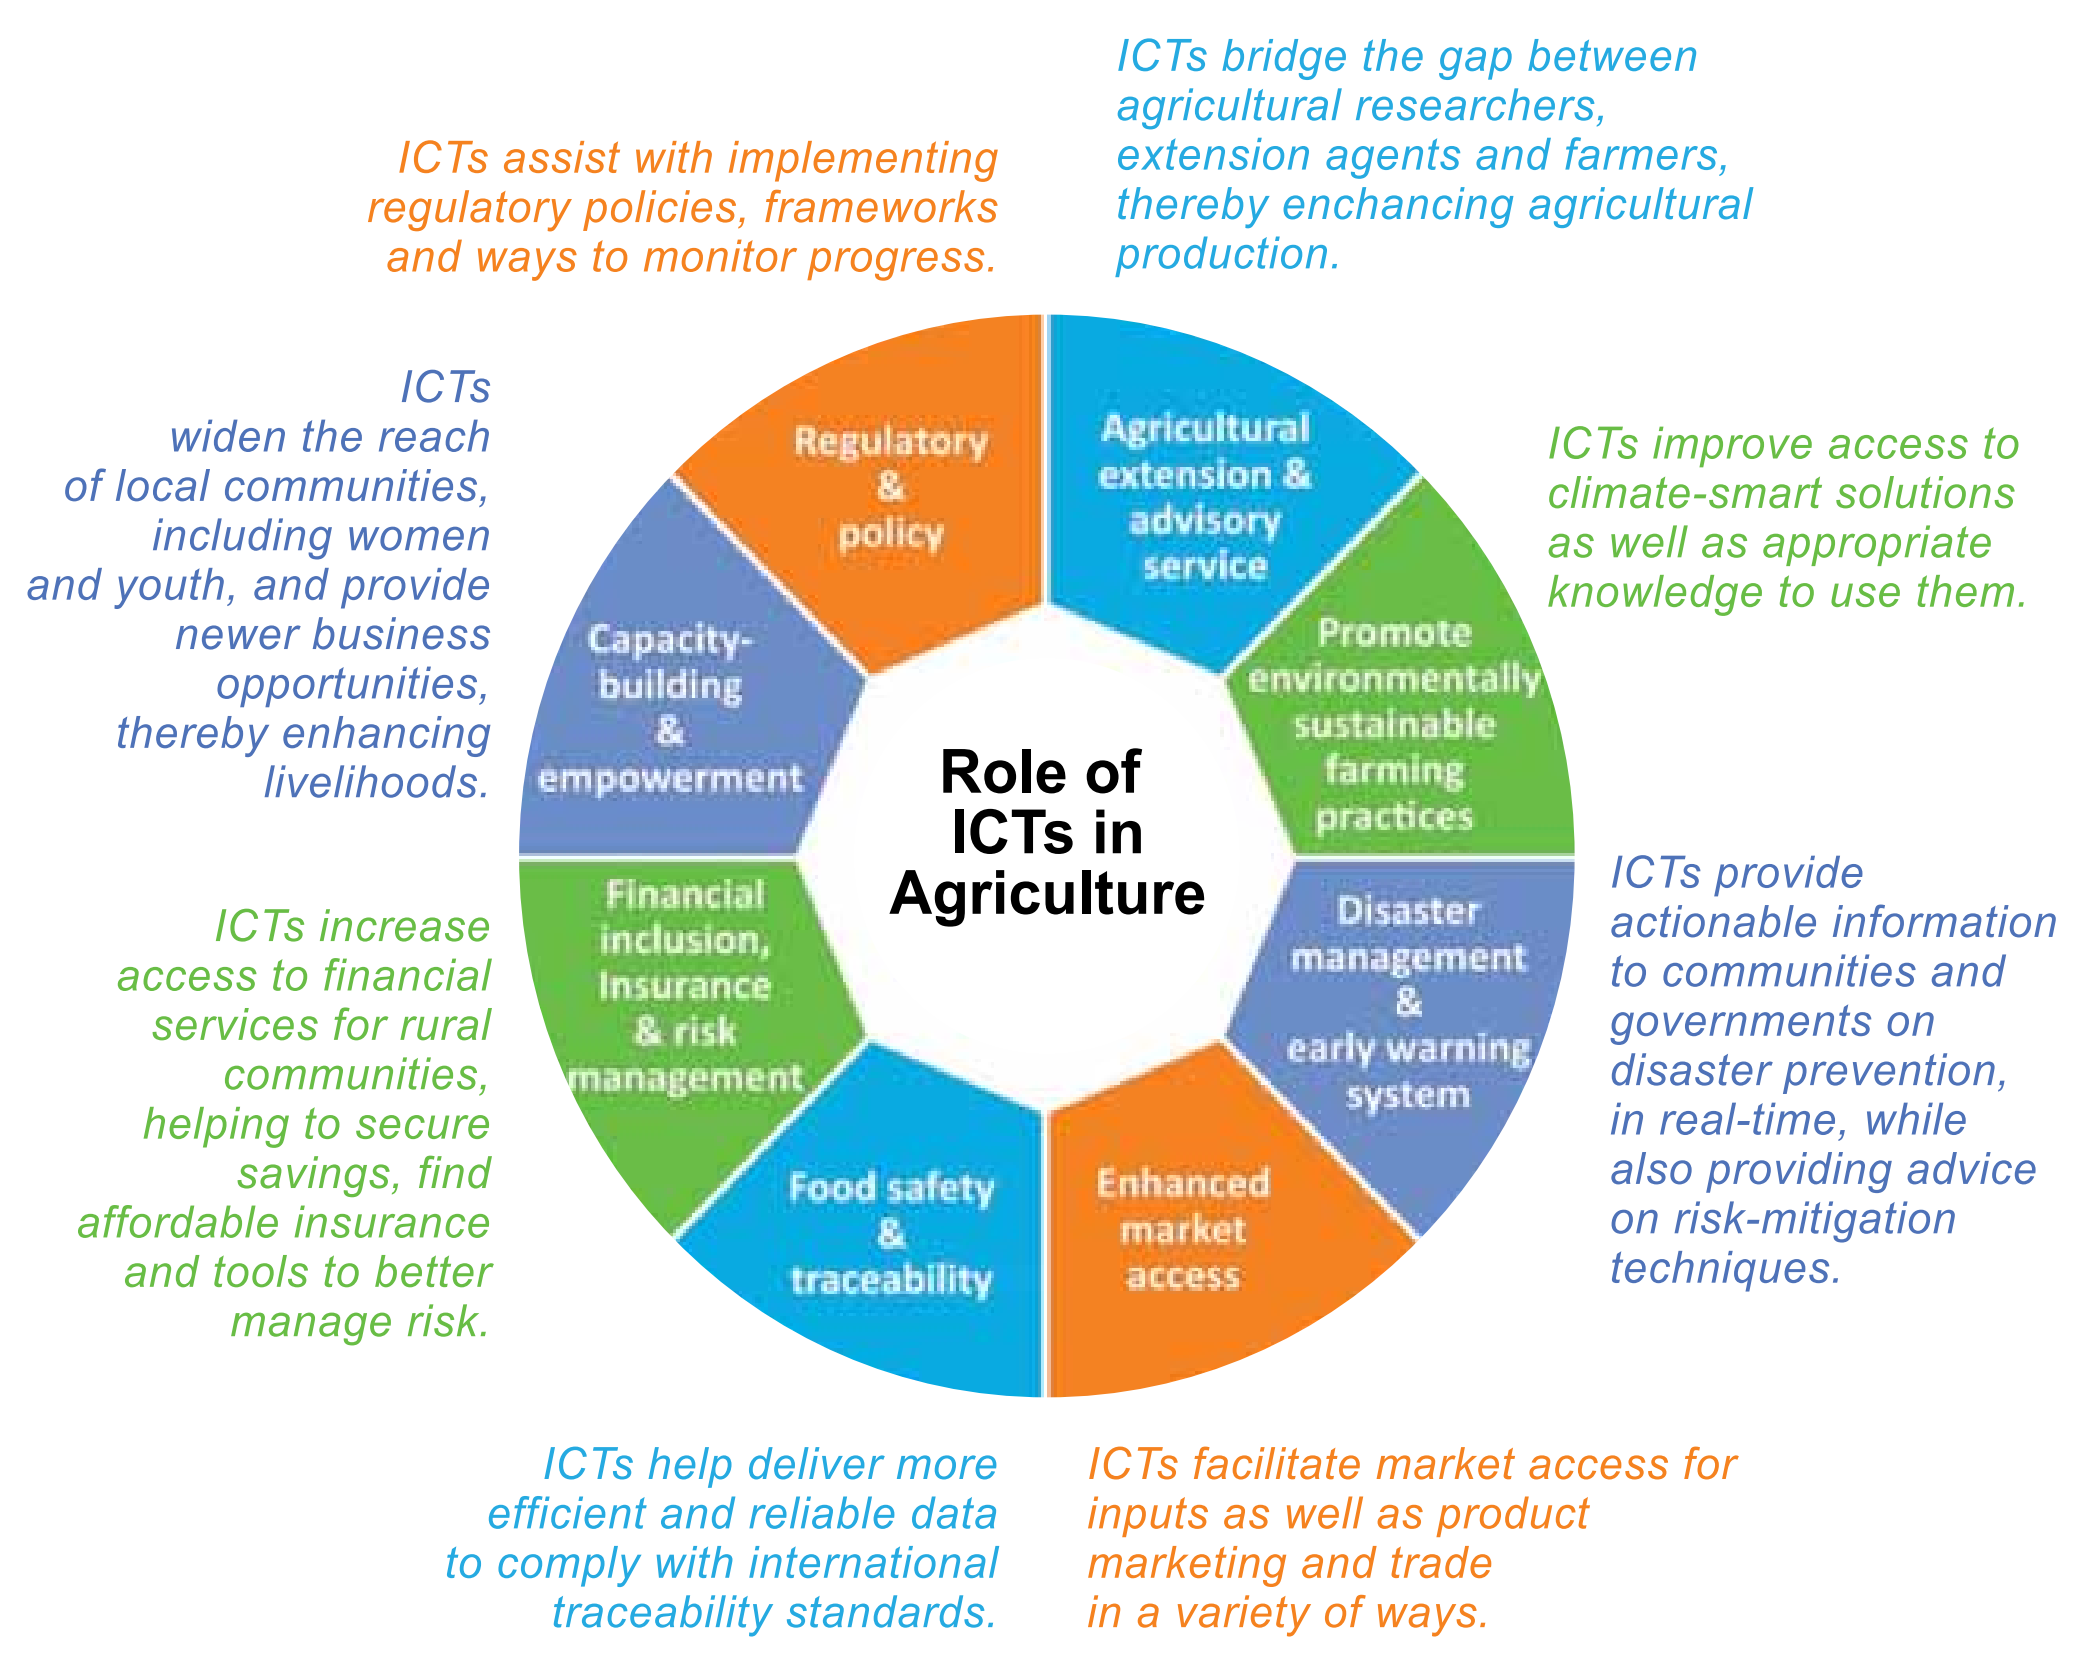 ICTs bridge the gap between
agricultural researchers,
extension agents and farmers,
thereby enchancing agricultural
production.
ICTs assist with implementing
regulatory policies, frameworks
and ways to monitor progress.
ICTs
widen the reach
of local communities,
including women
and youth, and provide
newer business
opportunities,
thereby enhancing
livelihoods.
Regulatory
&
policy
Agricultural
extension &
advisory
service
ICTs improve access to
climate-smart solutions
as well as appropriate
knowledge to use them.
Capacity-
building
&
empowerment
Promote
environmentally
sustainable
farming
practices
Role of
ICTs in
Agriculture
ICTs increase
access to financial
services for rural
communities,
helping to secure
savings, find
affordable insurance
and tools to better
manage risk.
Financial
inclusion,
Insurance
& risk
management
Disaster
management
&
early warning
system
ICTs provide
actionable information
to communities and
governments on
disaster prevention,
in real-time, while
also providing advice
on risk-mitigation
techniques.
Food safety
&
traceability
Enhanced
market
access
ICTs help deliver more
efficient and reliable data
to comply with international
traceability standards.
ICTs facilitate market access for
inputs as well as product
marketing and trade
in a variety of ways.